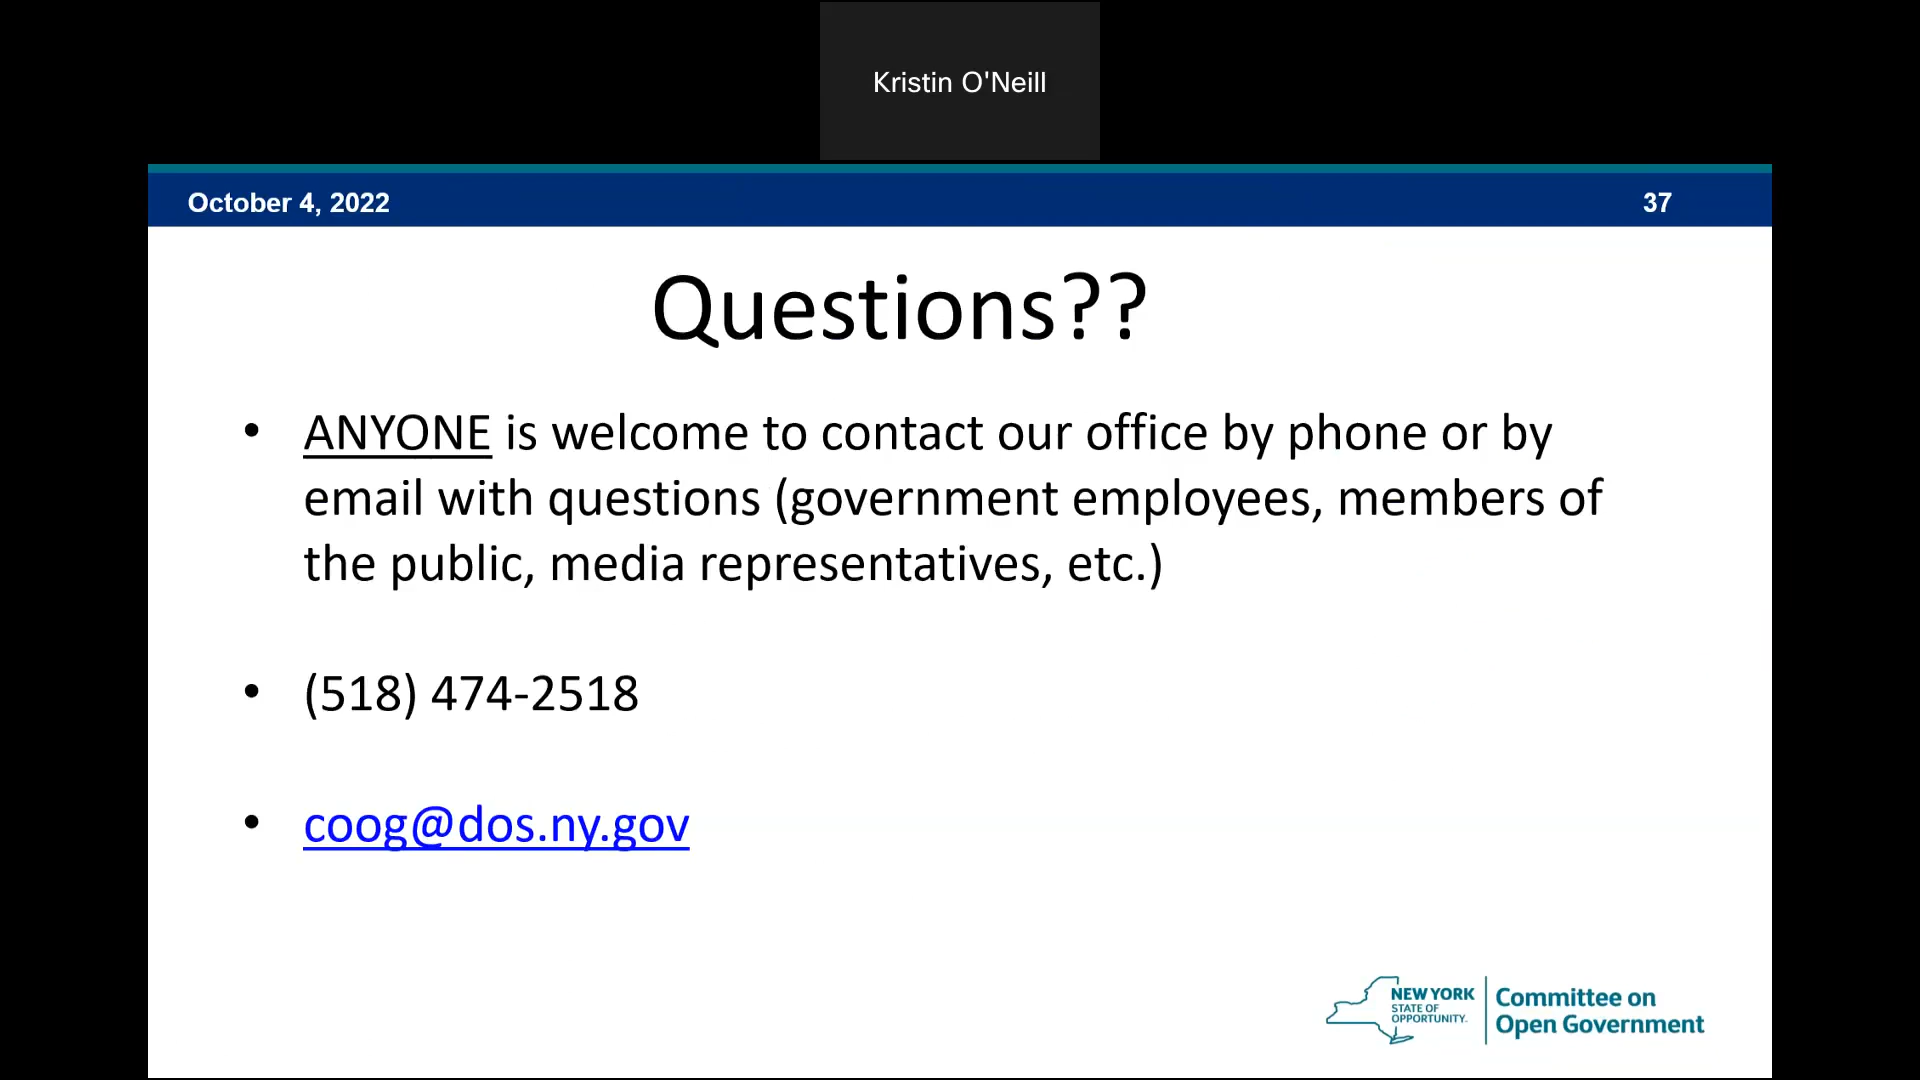 Kristin O'Neill
October 4, 2022
37
Questions??
• ANYONE is welcome to contact our office by phone or by
email with questions (government employees, members of
the public, media representatives, etc.)
• (518) 474-2518
• coog@dos.ny.gov
NEW YORK
STATE OF
OPPORTUNITY.
Committee on
Open Government